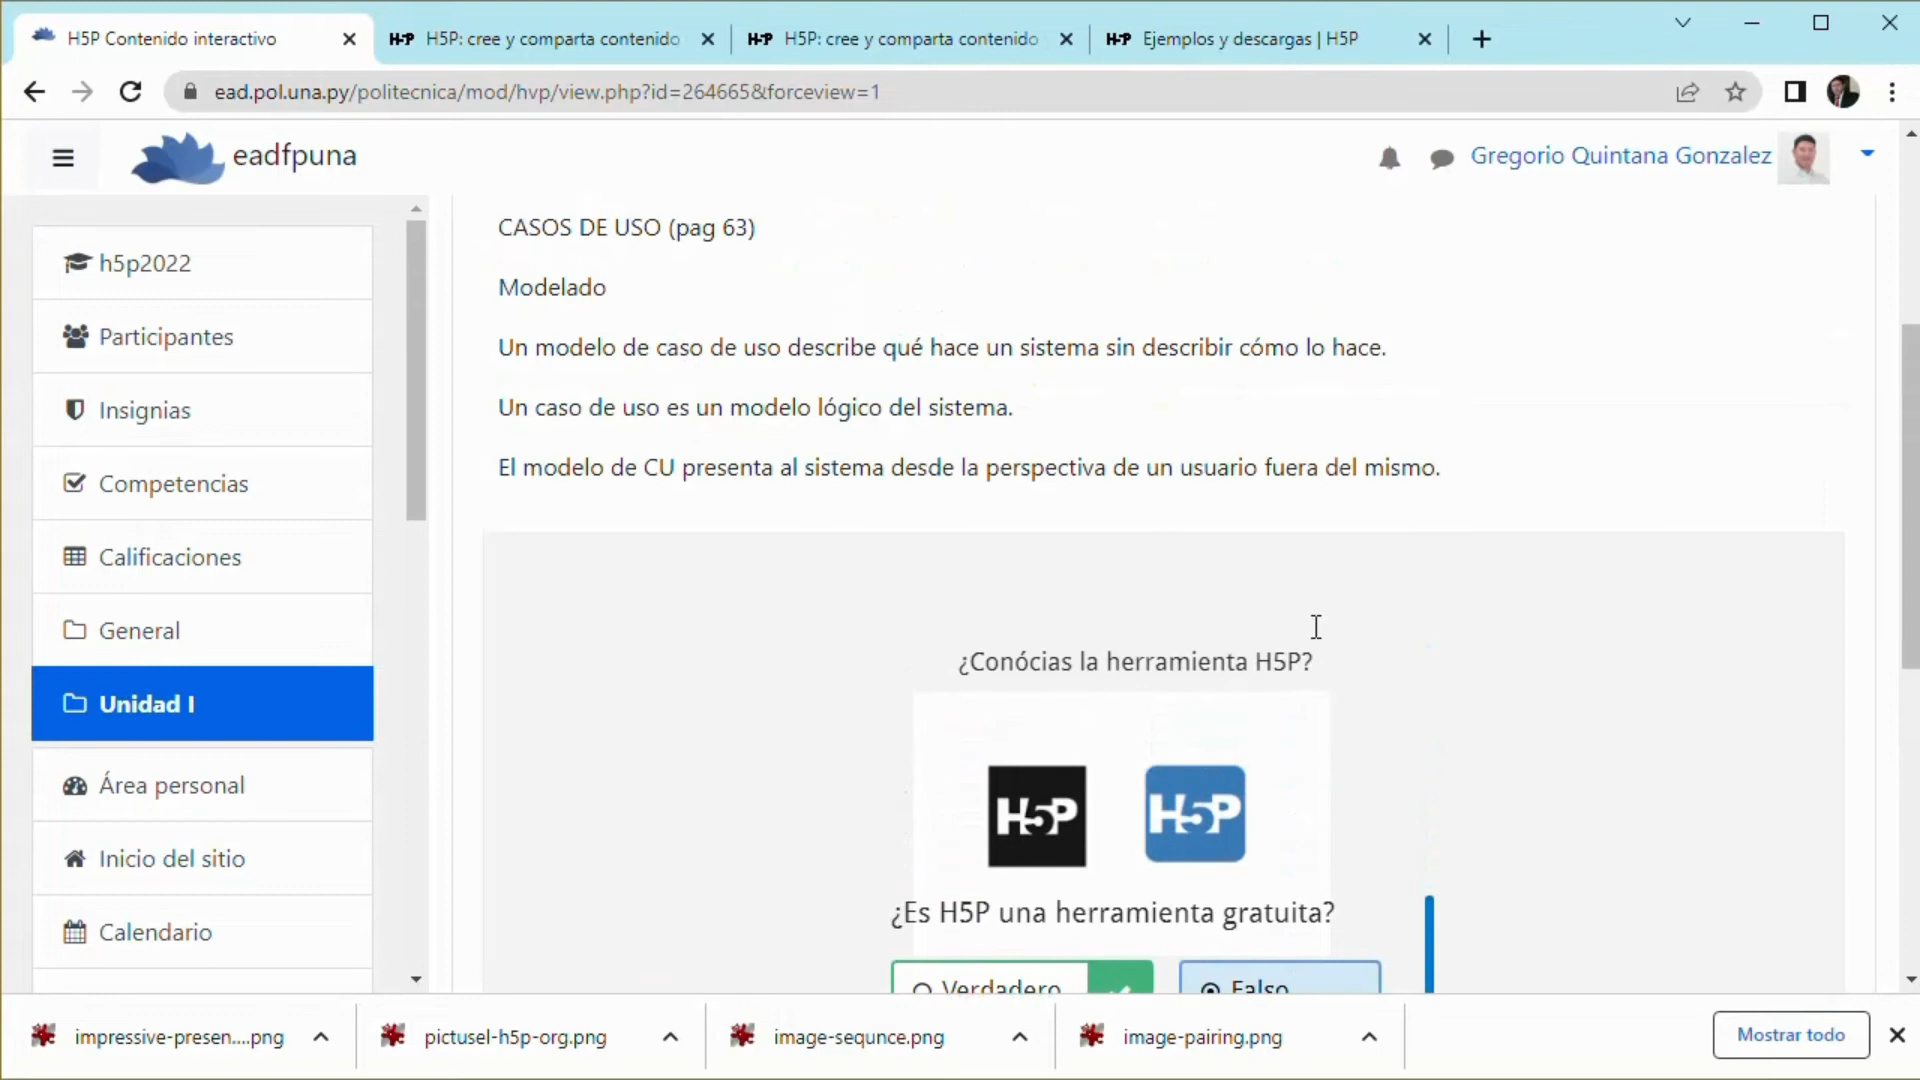 H5P Contenido interactivo
H5P: cree y comparta contenido
H5P: cree y comparta contenido
Ejemplos y descargas | H5P
ead.pol.una.py/politecnica/mod/hvp/view.php?id=264665&forceview=1
eadfpuna
Gregorio Quintana Gonzalez
h5p2022
Participantes
Insignias
Competencias
Calificaciones
General
Unidad I
Área personal
Inicio del sitio
Calendario
CASOS DE USO (pag 63)
Modelado
Un modelo de caso de uso describe qué hace un sistema sin describir cómo lo hace.
Un caso de uso es un modelo lógico del sistema.
El modelo de CU presenta al sistema desde la perspectiva de un usuario fuera del mismo.
¿Conócias la herramienta H5P?
H5P H5P
¿Es H5P una herramienta gratuita?
Verdadero Falso
impressive-presen....png
pictusel-h5p-org.png
image-sequnce.png
image-pairing.png
Mostrar todo